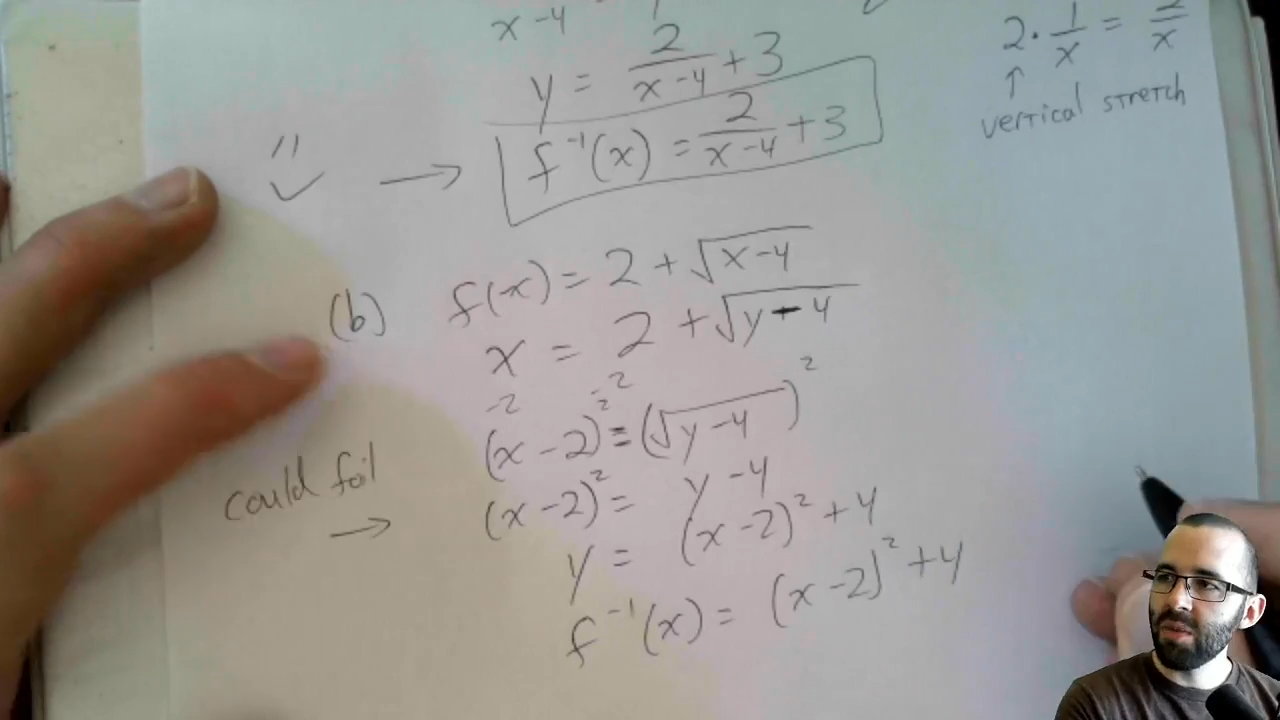 x-4
y = 2/(x-4) + 3
f⁻¹(x) = 2/(x-4) + 3
2 · 1/x = 2/x
↑
vertical stretch
→
(b) f(x) = 2 + √(x-4)
x = 2 + √(y-4)
-2 -2
(x-2)² = (√(y-4))²
could foil
→
(x-2)² = y-4
y = (x-2)² + 4
f⁻¹(x) = (x-2)² + 4